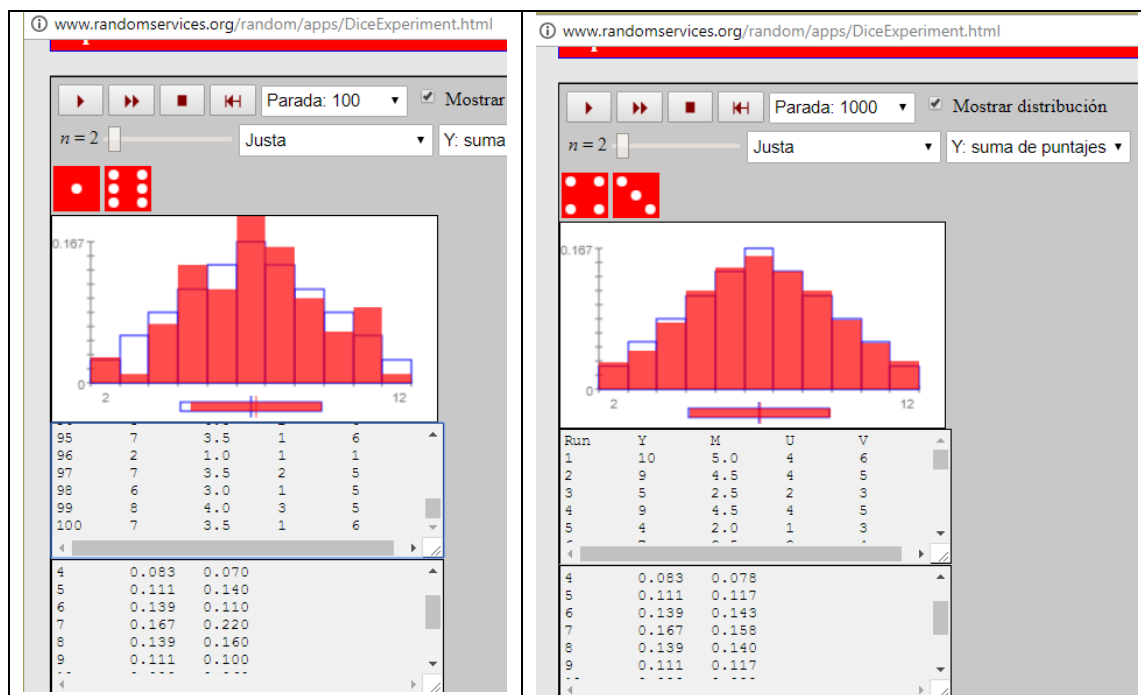 www.randomservices.org/random/apps/DiceExperiment.html
Parada: 100
Mostrar
n = 2
Justa
Y: suma
0.167
0
2
12
95 7 3.5 1 6
96 2 1.0 1 1
97 7 3.5 2 5
98 6 3.0 1 5
99 8 4.0 3 5
100 7 3.5 1 6
4 0.083 0.070
5 0.111 0.140
6 0.139 0.110
7 0.167 0.220
8 0.139 0.160
9 0.111 0.100
www.randomservices.org/random/apps/DiceExperiment.html
Parada: 1000
Mostrar distribución
n = 2
Justa
Y: suma de puntajes
0.167
0
2
12
Run Y M U V
1 10 5.0 4 6
2 9 4.5 4 5
3 5 2.5 2 3
4 9 4.5 4 5
5 4 2.0 1 3
4 0.083 0.078
5 0.111 0.117
6 0.139 0.143
7 0.167 0.158
8 0.139 0.140
9 0.111 0.117